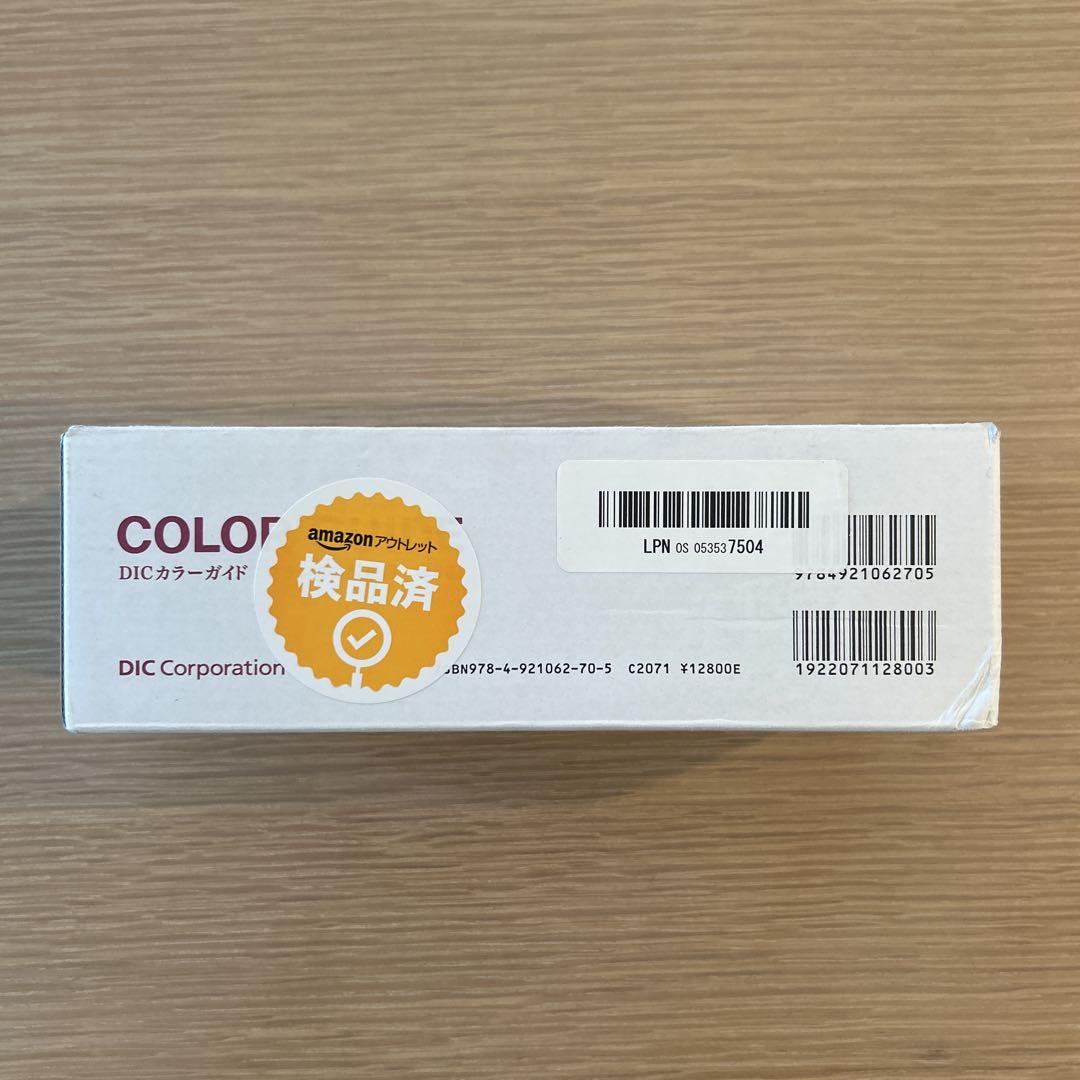 COLOR
DICカラーガイド
DIC Corporation
amazonアウトレット
検品済
LPN OS 053537504
9784921062705
ISBN978-4-921062-70-5 C2071 ¥12800E
1922071128003